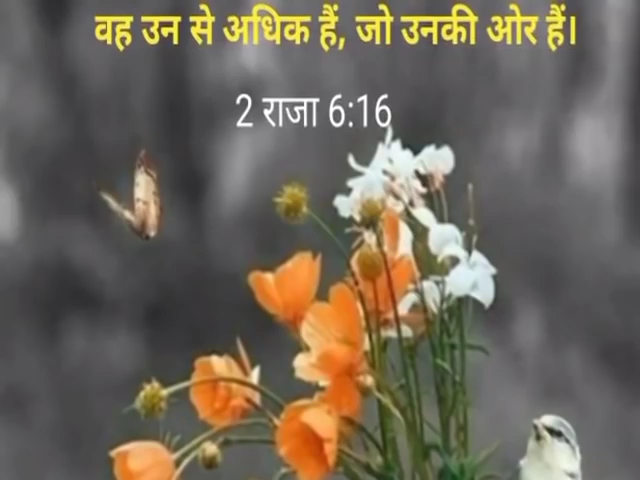 वह उन से अधिक हैं, जो उनकी ओर हैं।
2 राजा 6:16